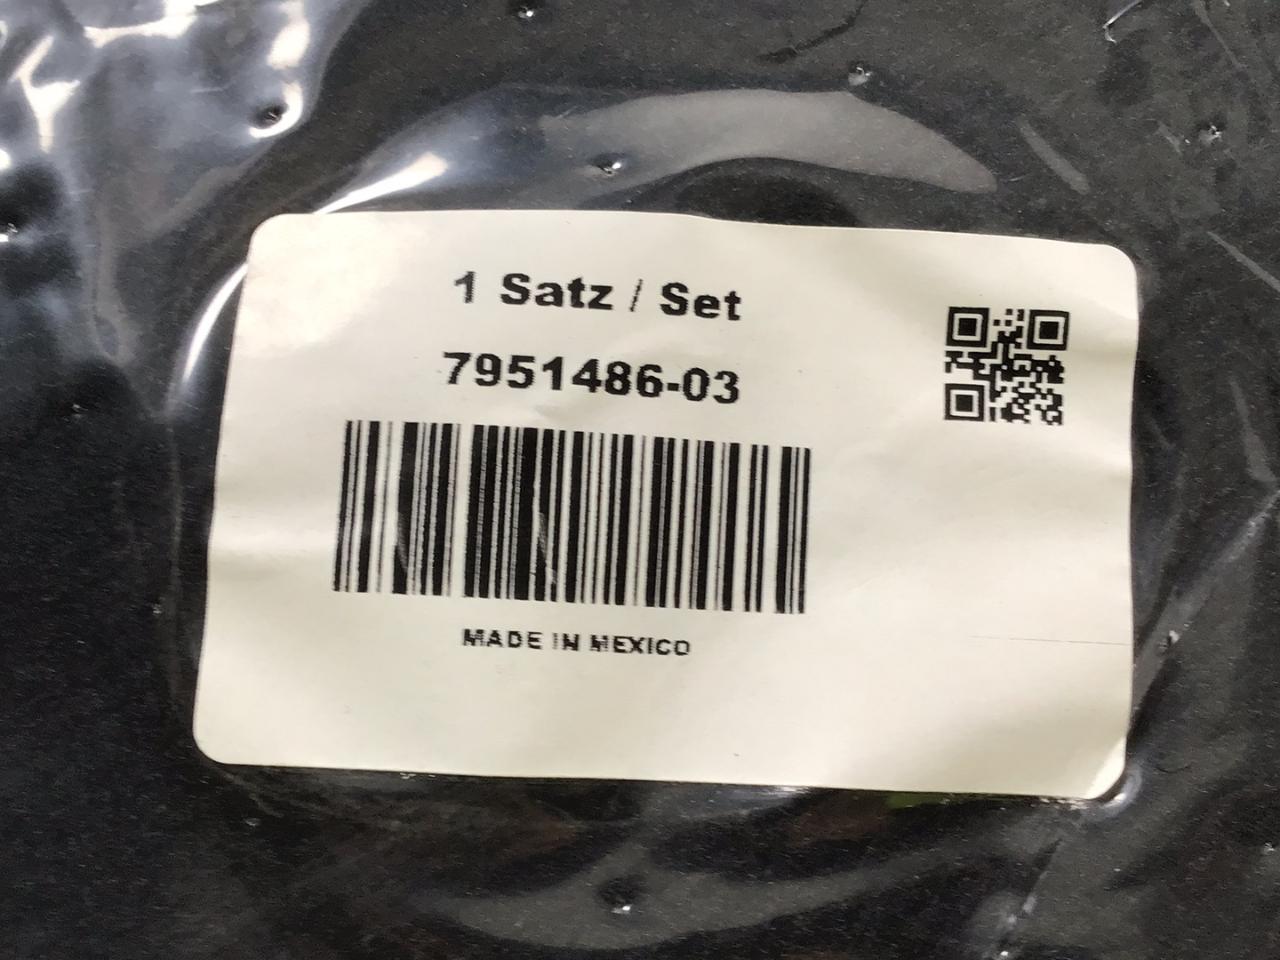 1 Satz / Set
7951486-03
MADE IN MEXICO